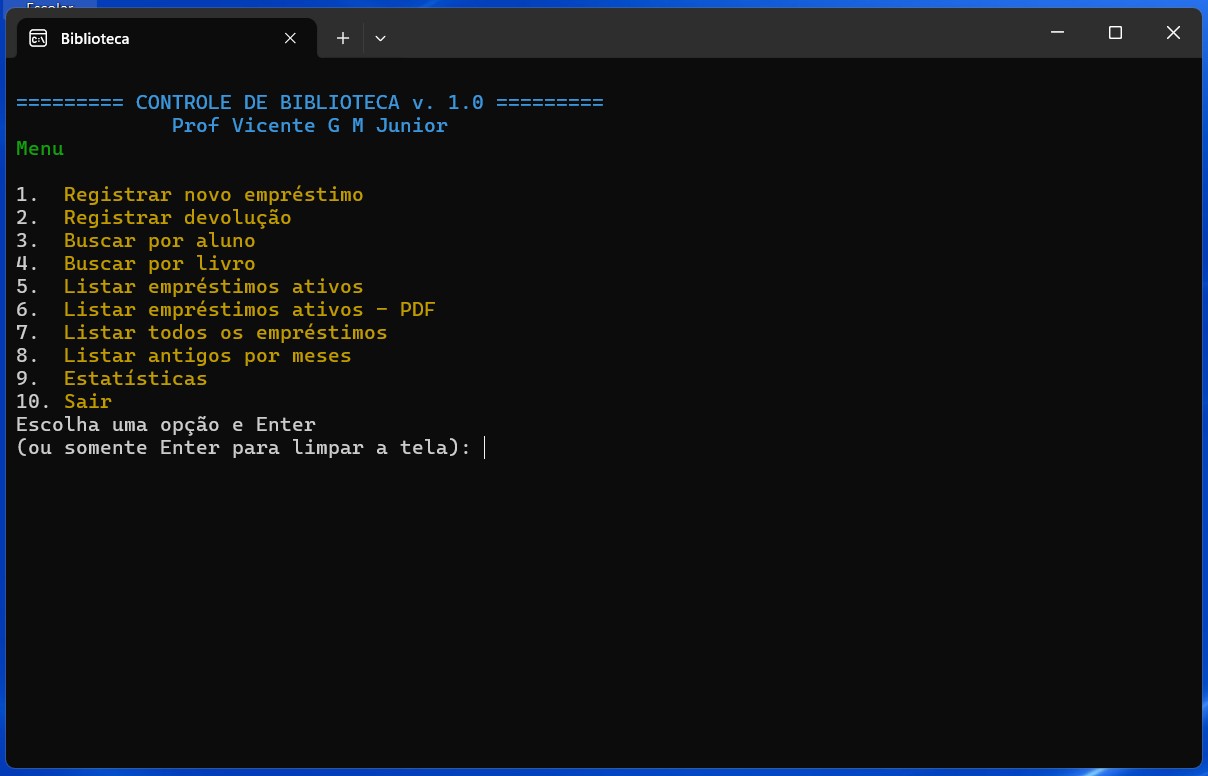 Escolar
Biblioteca
========= CONTROLE DE BIBLIOTECA v. 1.0 =========
Prof Vicente G M Junior
Menu
1. Registrar novo empréstimo
2. Registrar devolução
3. Buscar por aluno
4. Buscar por livro
5. Listar empréstimos ativos
6. Listar empréstimos ativos - PDF
7. Listar todos os empréstimos
8. Listar antigos por meses
9. Estatísticas
10. Sair
Escolha uma opção e Enter
(ou somente Enter para limpar a tela):